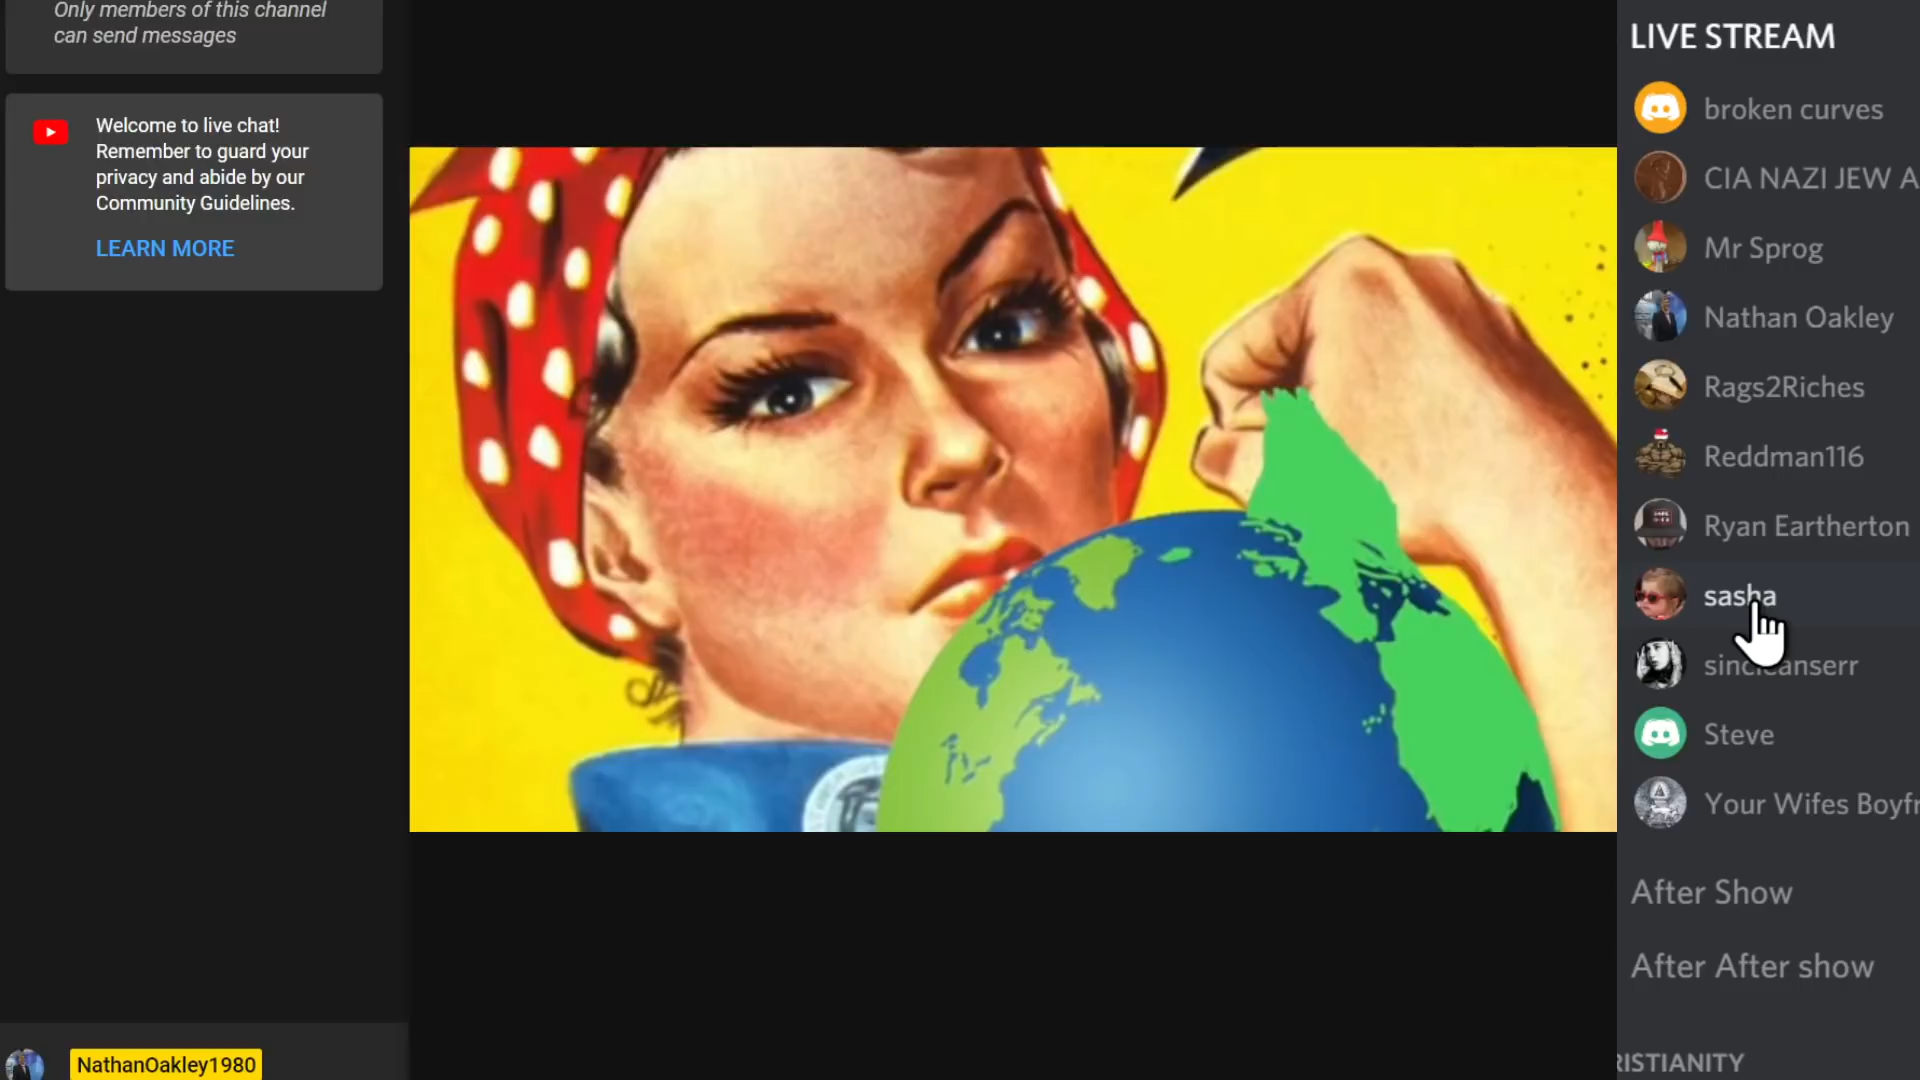 Only members of this channel
can send messages
Welcome to live chat!
Remember to guard your
privacy and abide by our
Community Guidelines.
LEARN MORE
NathanOakley1980
LIVE STREAM
broken curves
CIA NAZI JEW A
Mr Sprog
Nathan Oakley
Rags2Riches
Reddman116
Ryan Eartherton
sasha
Steve
Your Wifes Boyfr
After Show
After After show
RISTIANITY